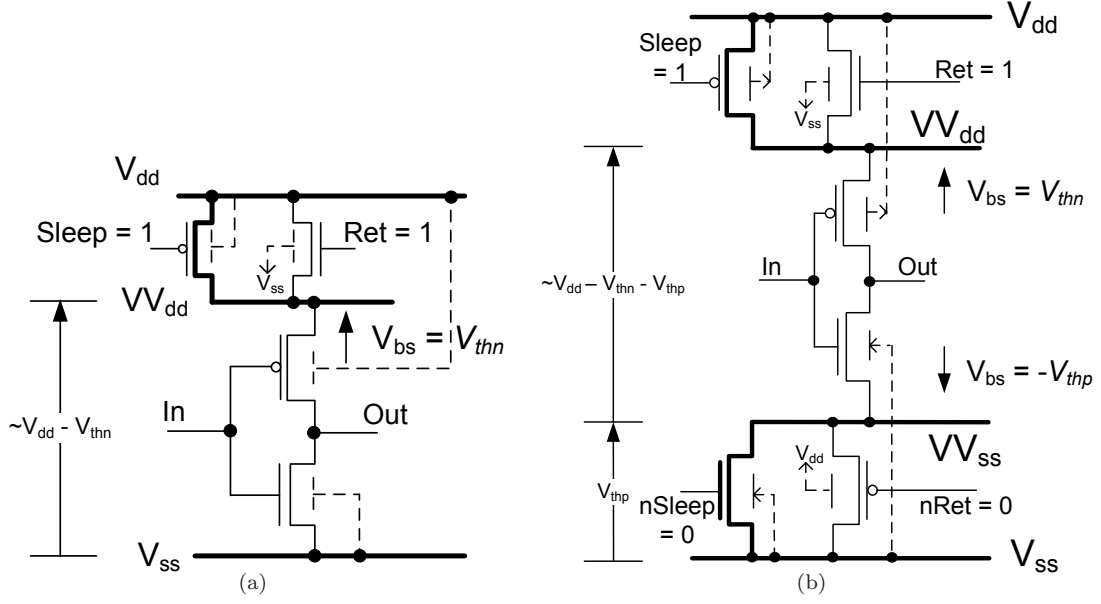 V_dd
Sleep = 1
Ret = 1
V_ss
VV_dd
V_bs = V_thn
~V_dd - V_thn
In
Out
V_ss
(a)
V_dd
Sleep
= 1
Ret = 1
V_ss
VV_dd
V_bs = V_thn
In
Out
~V_dd – V_thn - V_thp
V_bs = -V_thp
VV_ss
V_dd
V_thp
nSleep
= 0
nRet = 0
V_ss
(b)